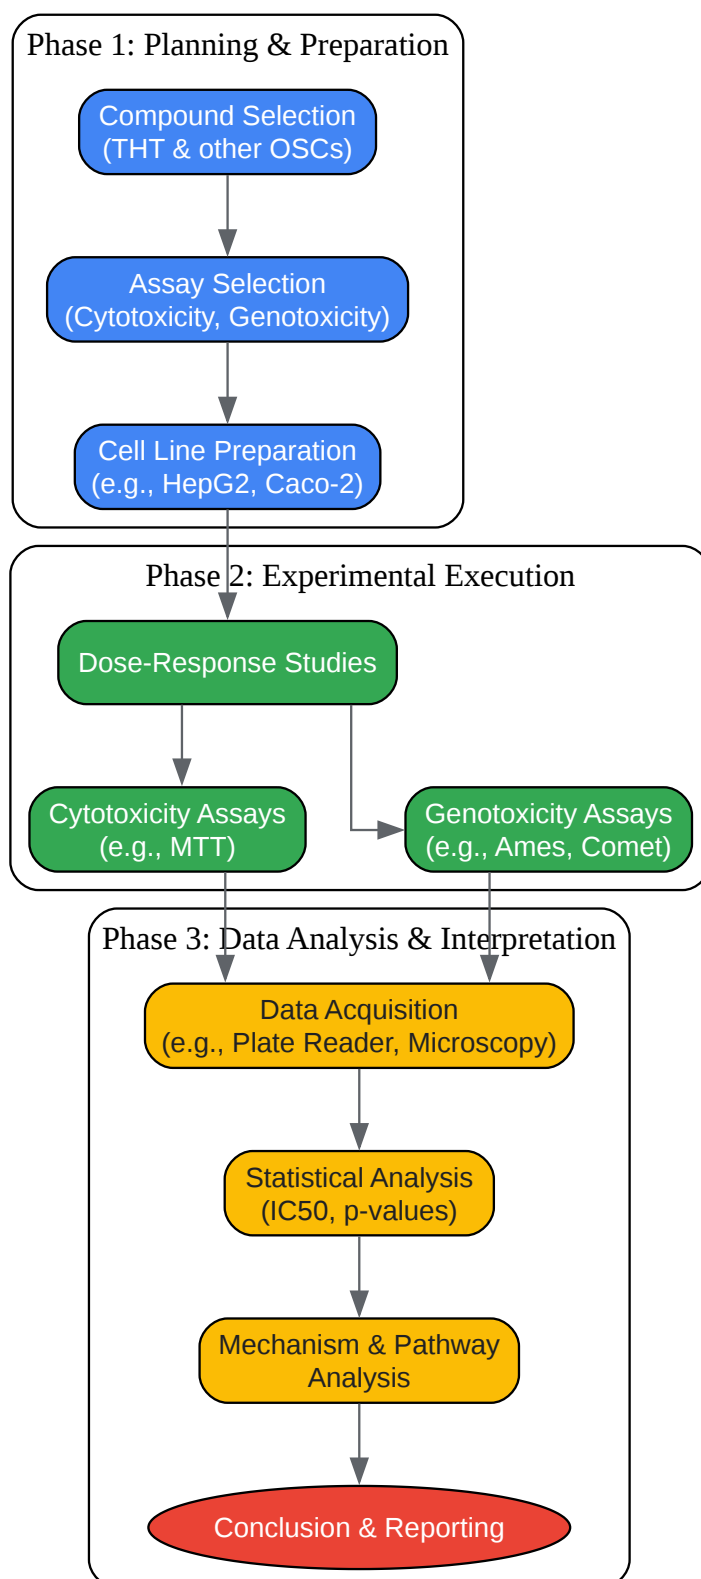 Phase 1: Planning & Preparation
Compound Selection
(THT & other OSCs)
Assay Selection
(Cytotoxicity, Genotoxicity)
Cell Line Preparation
(e.g., HepG2, Caco-2)
Phase 2: Experimental Execution
Dose-Response Studies
Cytotoxicity Assays
(e.g., MTT)
Genotoxicity Assays
(e.g., Ames, Comet)
Phase 3: Data Analysis & Interpretation
Data Acquisition
(e.g., Plate Reader, Microscopy)
Statistical Analysis
(IC50, p-values)
Mechanism & Pathway
Analysis
Conclusion & Reporting